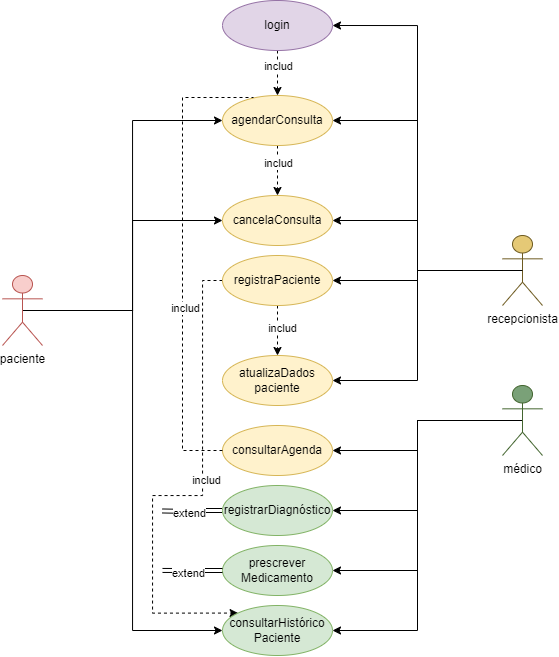 login
includ
agendarConsulta
includ
cancelaConsulta
registraPaciente
includ
recepcionista
includ
paciente
atualizaDados
paciente
consultarAgenda
médico
includ
registrarDiagnóstico
extend
prescrever
Medicamento
extend
consultarHistórico
Paciente